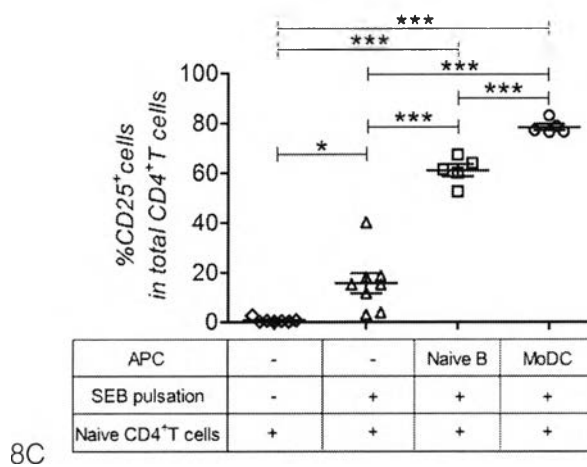 ***
***
***
***
***
*
%CD25⁺cells
in total CD4⁺T cells
100
80
60
40
20
0
APC - - Naive B MoDC
SEB pulsation - + + +
Naive CD4⁺T cells + + + +
8C